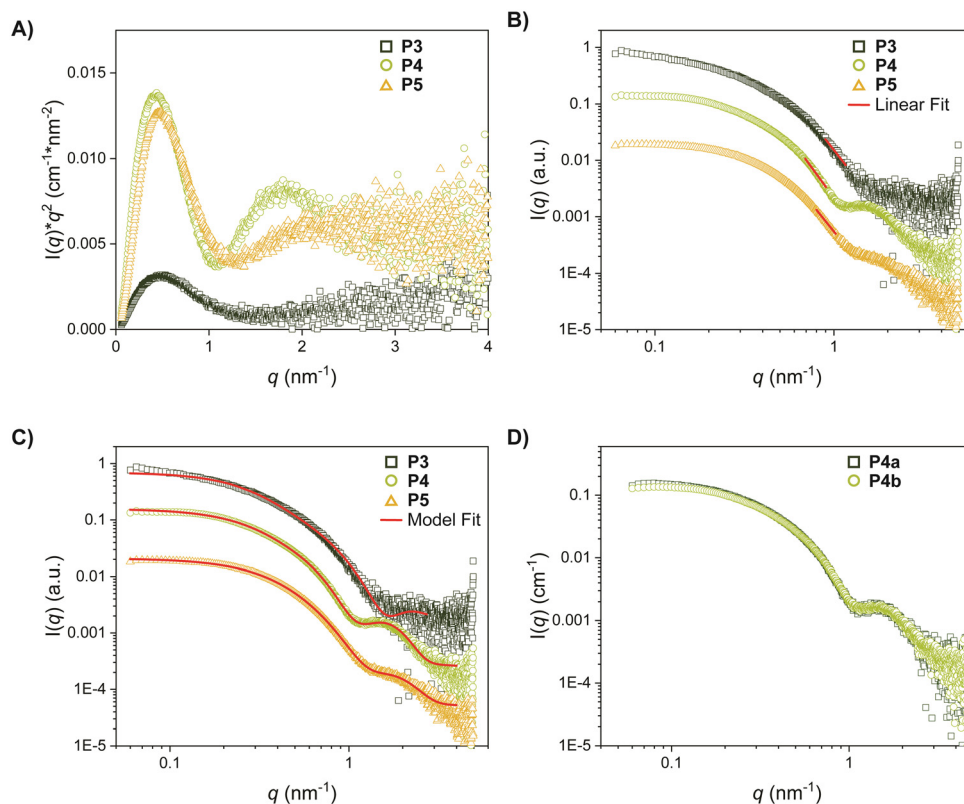 A)
P3
P4
P5
I(q)*q² (cm⁻¹*nm⁻²)
0.015
0.010
0.005
0.000
0 1 2 3 4
q (nm⁻¹)
B)
P3
P4
P5
Linear Fit
I(q) (a.u.)
1
0.1
0.01
0.001
1E-4
1E-5
0.1 1
q (nm⁻¹)
C)
P3
P4
P5
Model Fit
I(q) (a.u.)
1
0.1
0.01
0.001
1E-4
1E-5
0.1 1
q (nm⁻¹)
D)
P4a
P4b
I(q) (cm⁻¹)
0.1
0.01
0.001
1E-4
1E-5
0.1 1
q (nm⁻¹)